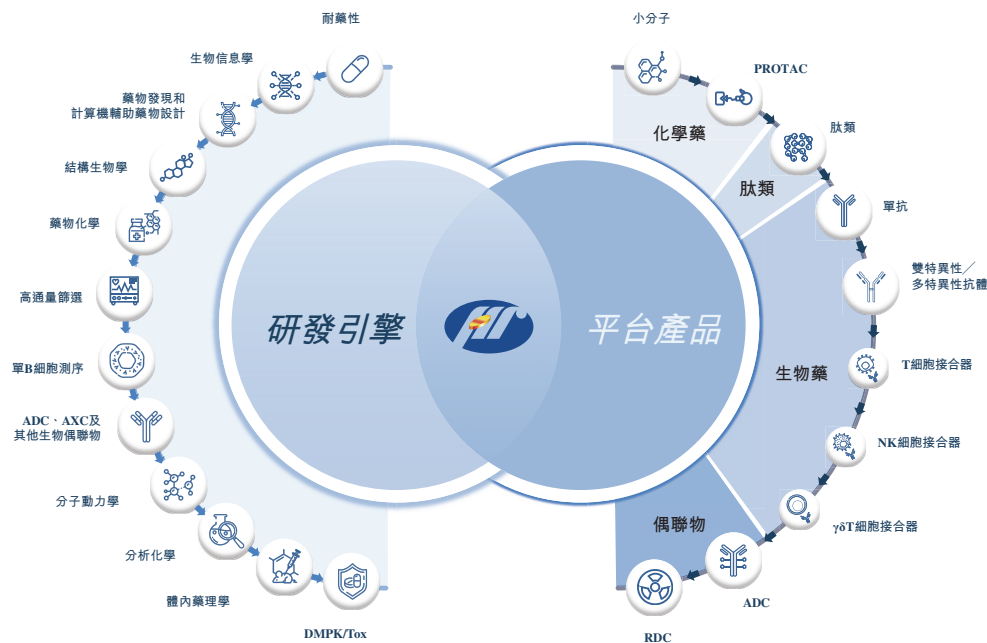 耐藥性
生物信息學
藥物發現和
計算機輔助藥物設計
結構生物學
藥物化學
高通量篩選
單B細胞測序
ADC、AXC及
其他生物偶聯物
分子動力學
分析化學
體內藥理學
DMPK/Tox
研發引擎
平台產品
化學藥
肽類
生物藥
偶聯物
小分子
PROTAC
肽類
單抗
雙特異性／
多特異性抗體
T細胞接合器
NK細胞接合器
γδT細胞接合器
ADC
RDC